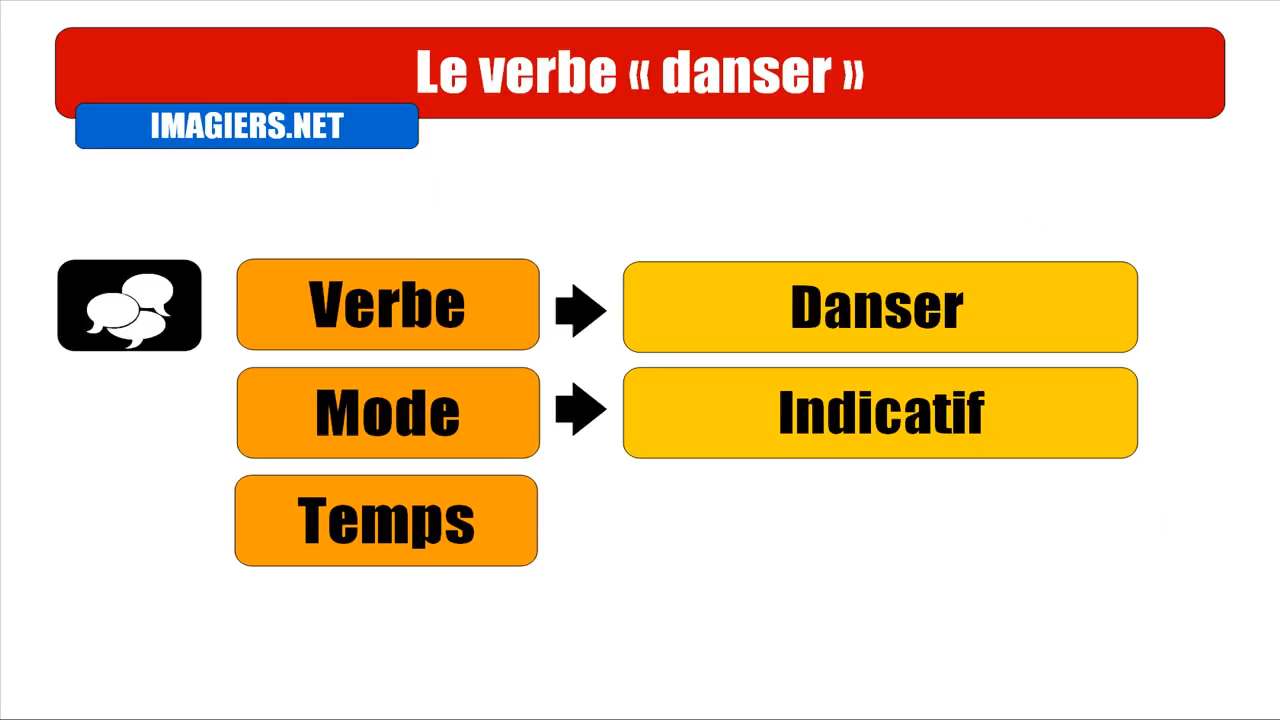 Le verbe « danser »
IMAGIERS.NET
Verbe
Danser
Mode
Indicatif
Temps